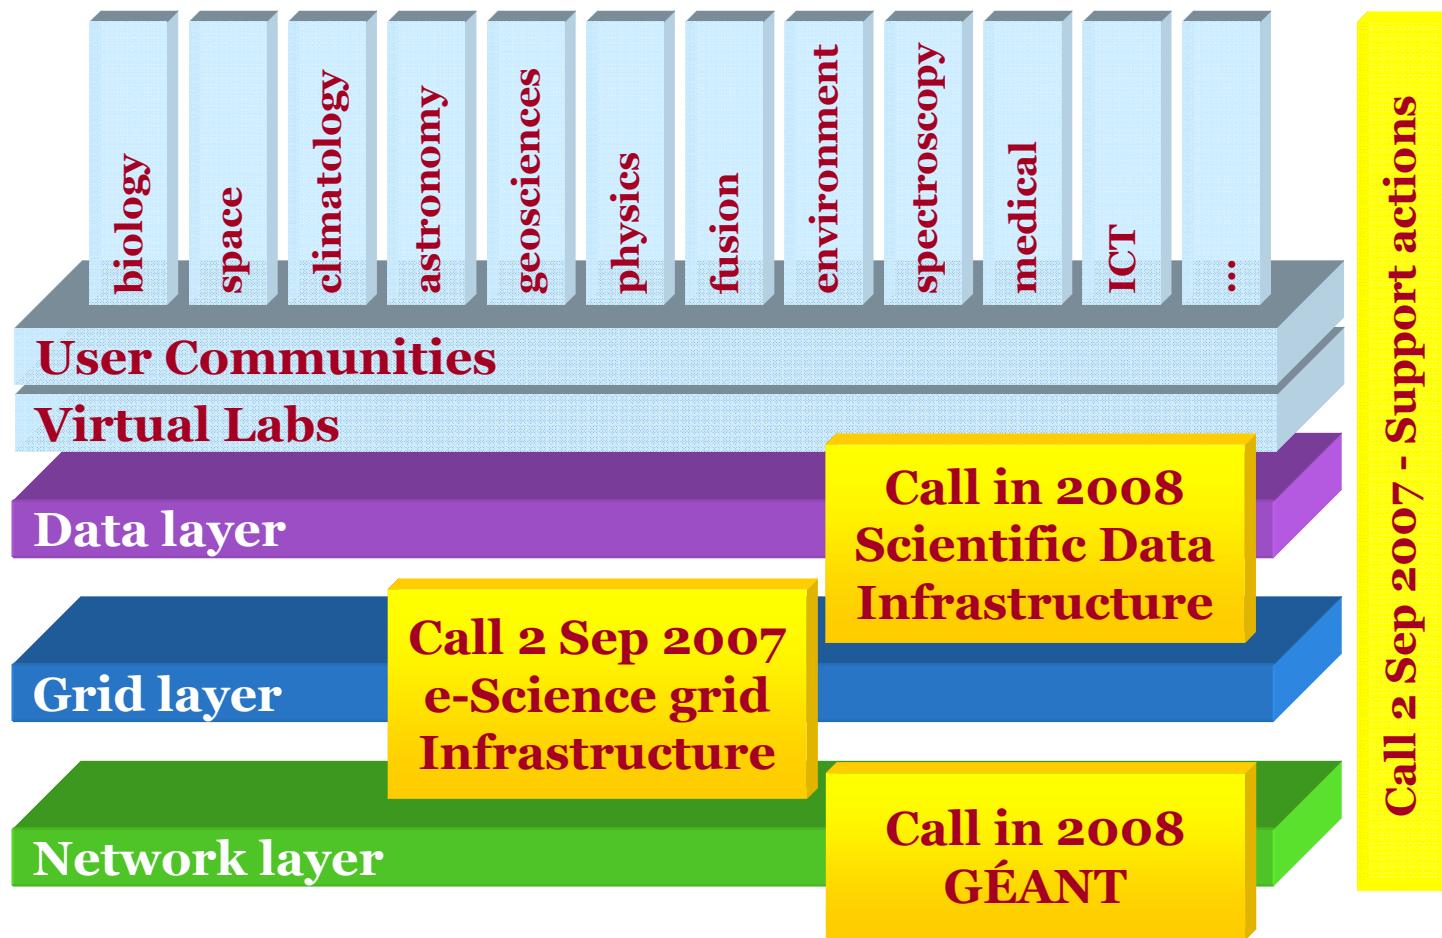 biology
space
climatology
astronomy
geosciences
physics
fusion
environment
spectroscopy
medical
ICT
...
User Communities
Virtual Labs
Data layer
Call in 2008
Scientific Data
Infrastructure
Call 2 Sep 2007
e-Science grid
Infrastructure
Grid layer
Call in 2008
GÉANT
Network layer
Call 2 Sep 2007 - Support actions